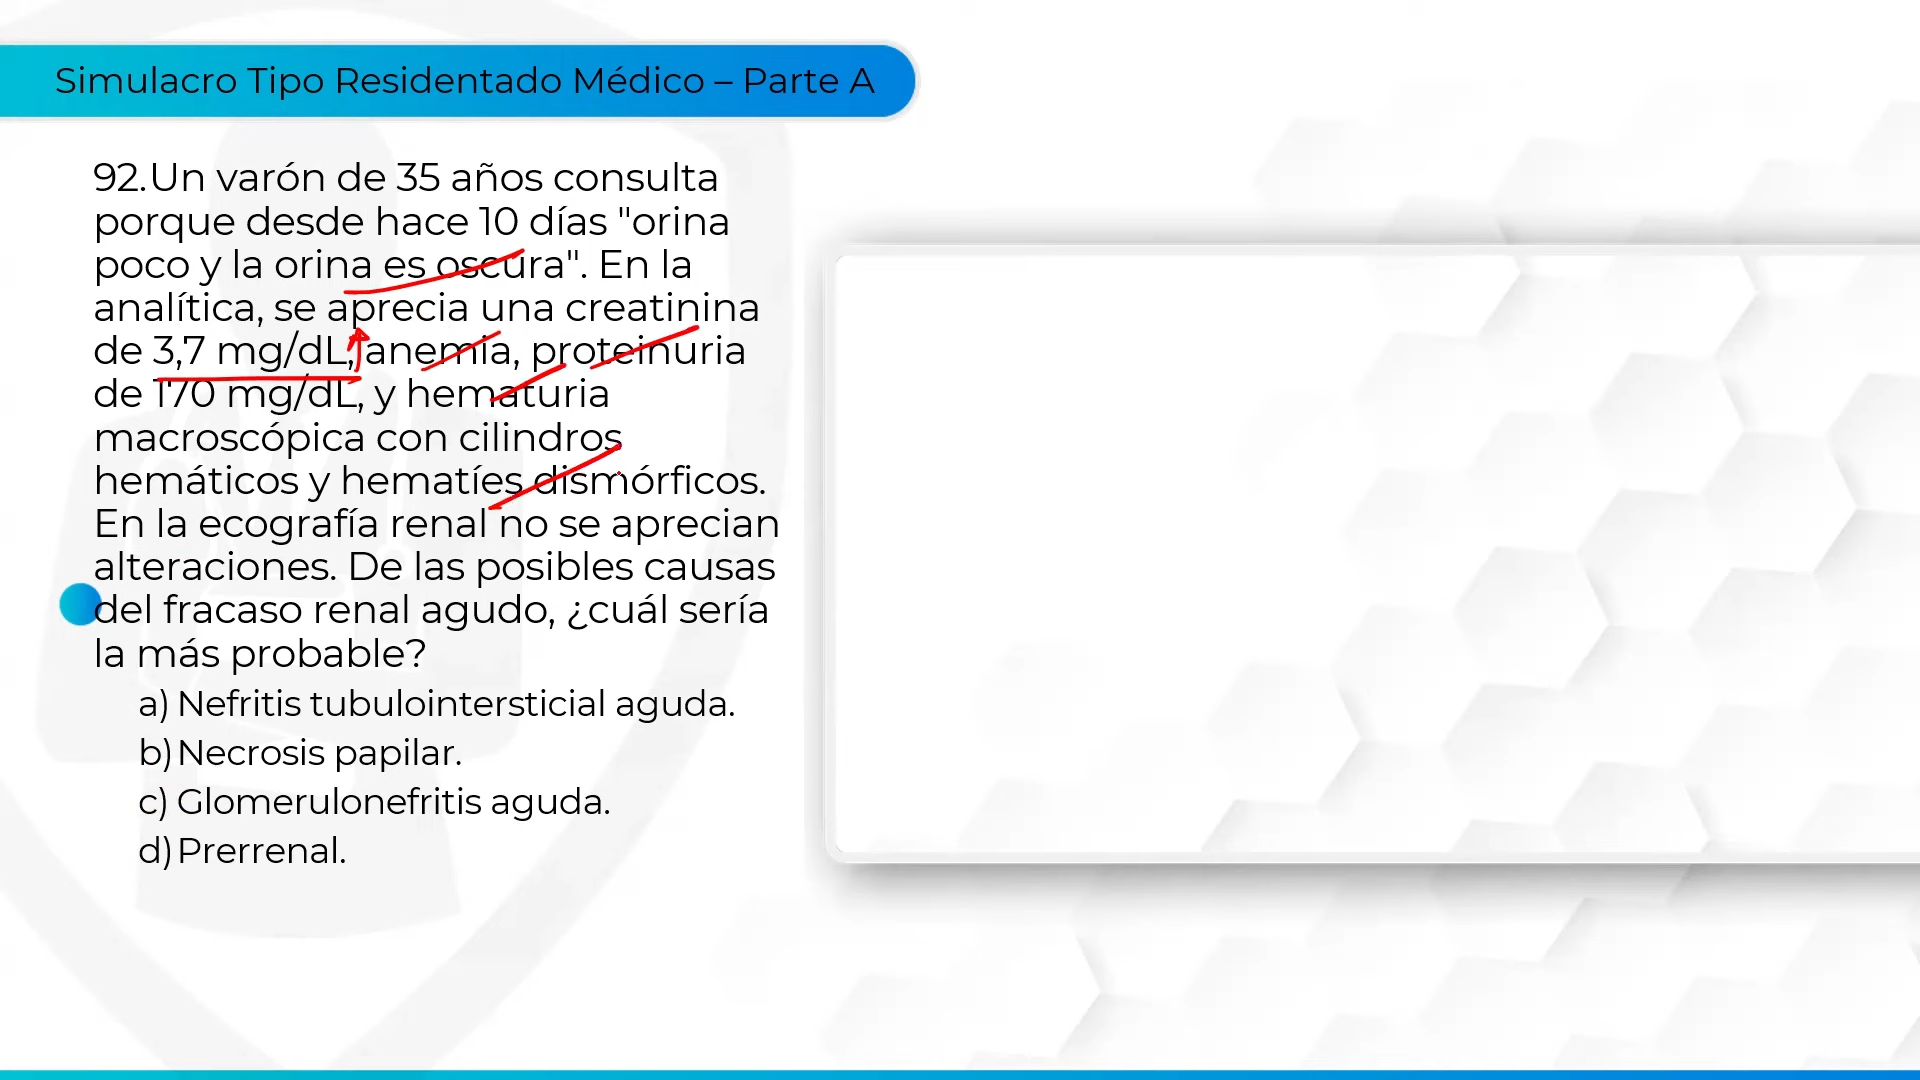 Simulacro Tipo Residentado Médico – Parte A
92.Un varón de 35 años consulta
porque desde hace 10 días "orina
poco y la orina es oscura". En la
analítica, se aprecia una creatinina
de 3,7 mg/dL, anemia, proteinuria
de 170 mg/dL, y hematuria
macroscópica con cilindros
hemáticos y hematíes dismórficos.
En la ecografía renal no se aprecian
alteraciones. De las posibles causas
del fracaso renal agudo, ¿cuál sería
la más probable?
a) Nefritis tubulointersticial aguda.
b) Necrosis papilar.
c) Glomerulonefritis aguda.
d) Prerrenal.